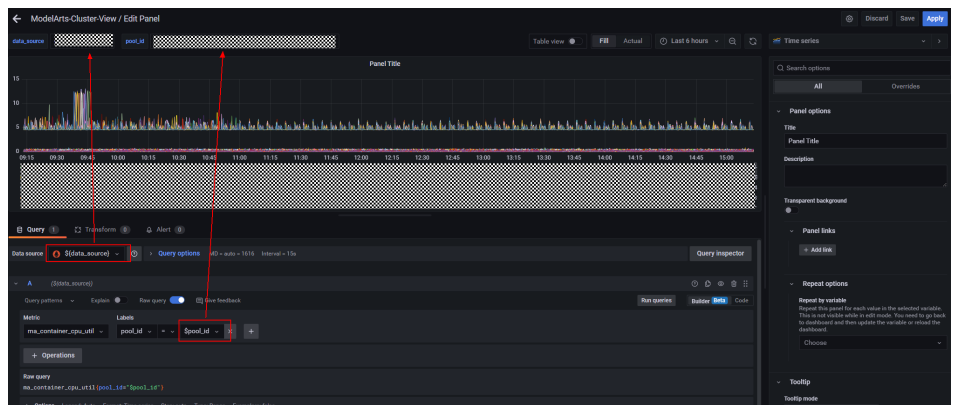 ModelArts-Cluster-View / Edit Panel
Discard Save Apply
data_source pool_id Table view Fill Actual Last 6 hours Time series
Panel Title
Search options
All Overrides
15
10
5
0
09:15 09:30 09:45 10:00 10:15 10:30 10:45 11:00 11:15 11:30 11:45 12:00 12:15 12:30 12:45 13:00 13:15 13:30 13:45 14:00 14:15 14:30 14:45 15:00
Panel options
Title
Panel Title
Description
Transparent background
Panel links
+ Add link
Repeat options
Repeat by variable
Repeat this panel for each value in the selected variable.
This is not visible while in edit mode. You need to go back
to dashboard and then update the variable or reload the
dashboard.
Choose
Tooltip
Tooltip mode
Query 1 Transform 0 Alert 0
Data source ${data_source} Query options MD = auto = 1616 Interval = 15s Query inspector
A (${data_source})
Query patterns Explain Raw query Give feedback Run queries Builder Beta Code
Metric Labels
ma_container_cpu_util pool_id = $pool_id × +
+ Operations
Raw query
ma_container_cpu_util{pool_id="$pool_id"}